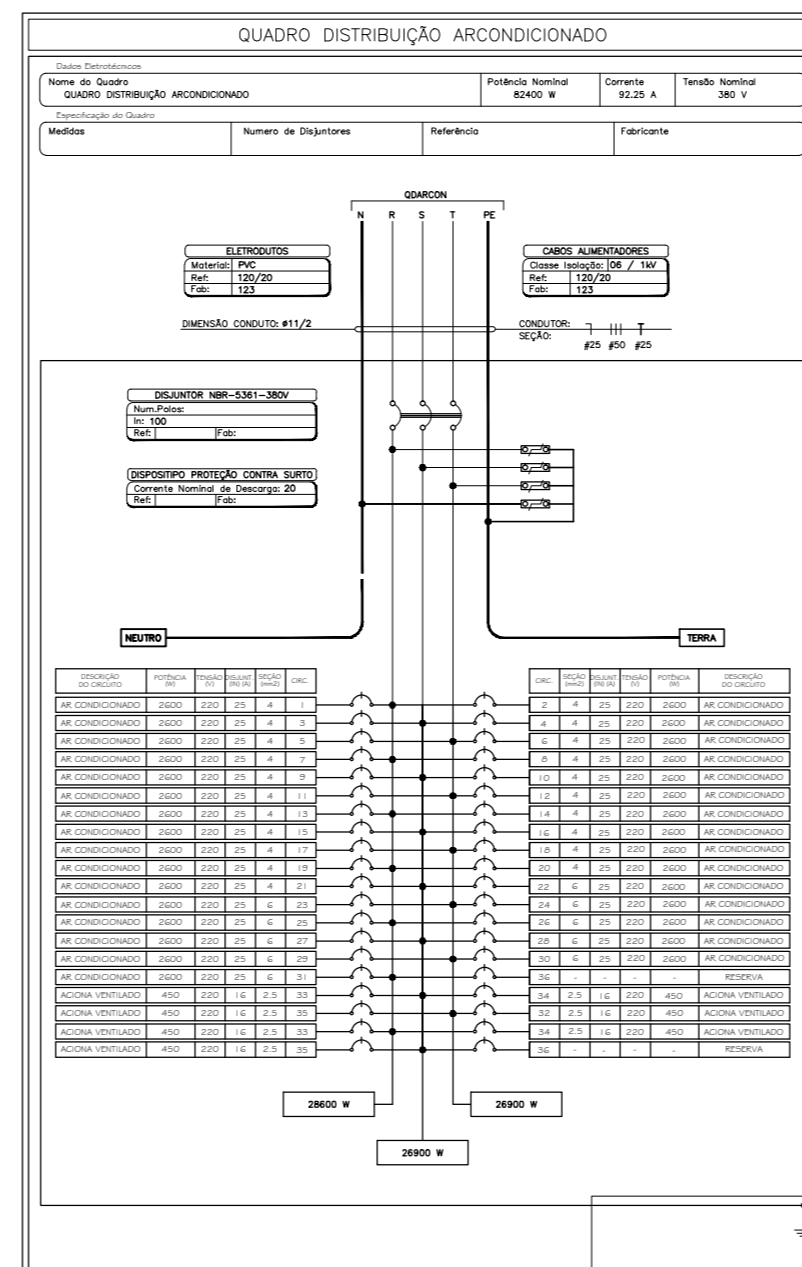 QUADRO DISTRIBUIÇÃO ARCONDICIONADO
Dados Eletrotécnicos
Nome do Quadro
QUADRO DISTRIBUIÇÃO ARCONDICIONADO
Potência Nominal
82400 W
Corrente
92.25 A
Tensão Nominal
380 V
Especificação do Quadro
Medidas
Numero de Disjuntores
Referência
Fabricante
QDARCON
N R S T PE
ELETRODUTOS
Material: PVC
Ref: 120/20
Fab: 123
CABOS ALIMENTADORES
Classe Isolação: 06 / 1kV
Ref: 120/20
Fab: 123
DIMENSÃO CONDUTO: ø11/2
CONDUTOR:
SEÇÃO:
#25 #50 #25
DISJUNTOR NBR-5361-380V
Num.Polos:
In: 100
Ref: Fab:
DISPOSITIPO PROTEÇÃO CONTRA SURTO
Corrente Nominal de Descarga: 20
Ref: Fab:
NEUTRO
TERRA
DESCRIÇÃO DO CIRCUITO POTÊNCIA (W) TENSÃO (V) DISJUNT. (IN) (A) SEÇÃO (mm2) CIRC. CIRC. SEÇÃO (mm2) DISJUNT. (IN) (A) TENSÃO (V) POTÊNCIA (W) DESCRIÇÃO DO CIRCUITO
AR CONDICIONADO 2600 220 25 4 1 2 4 25 220 2600 AR CONDICIONADO
AR CONDICIONADO 2600 220 25 4 3 4 4 25 220 2600 AR CONDICIONADO
AR CONDICIONADO 2600 220 25 4 5 6 4 25 220 2600 AR CONDICIONADO
AR CONDICIONADO 2600 220 25 4 7 8 4 25 220 2600 AR CONDICIONADO
AR CONDICIONADO 2600 220 25 4 9 10 4 25 220 2600 AR CONDICIONADO
AR CONDICIONADO 2600 220 25 4 11 12 4 25 220 2600 AR CONDICIONADO
AR CONDICIONADO 2600 220 25 4 13 14 4 25 220 2600 AR CONDICIONADO
AR CONDICIONADO 2600 220 25 4 15 16 4 25 220 2600 AR CONDICIONADO
AR CONDICIONADO 2600 220 25 4 17 18 4 25 220 2600 AR CONDICIONADO
AR CONDICIONADO 2600 220 25 4 19 20 4 25 220 2600 AR CONDICIONADO
AR CONDICIONADO 2600 220 25 4 21 22 6 25 220 2600 AR CONDICIONADO
AR CONDICIONADO 2600 220 25 6 23 24 6 25 220 2600 AR CONDICIONADO
AR CONDICIONADO 2600 220 25 6 25 26 6 25 220 2600 AR CONDICIONADO
AR CONDICIONADO 2600 220 25 6 27 28 6 25 220 2600 AR CONDICIONADO
AR CONDICIONADO 2600 220 25 6 29 30 6 25 220 2600 AR CONDICIONADO
AR CONDICIONADO 2600 220 25 6 31 36 - - - - RESERVA
ACIONA VENTILADO 450 220 16 2.5 33 34 2.5 16 220 450 ACIONA VENTILADO
ACIONA VENTILADO 450 220 16 2.5 35 32 2.5 16 220 450 ACIONA VENTILADO
ACIONA VENTILADO 450 220 16 2.5 33 34 2.5 16 220 450 ACIONA VENTILADO
ACIONA VENTILADO 450 220 16 2.5 35 36 - - - - RESERVA
28600 W
26900 W
26900 W